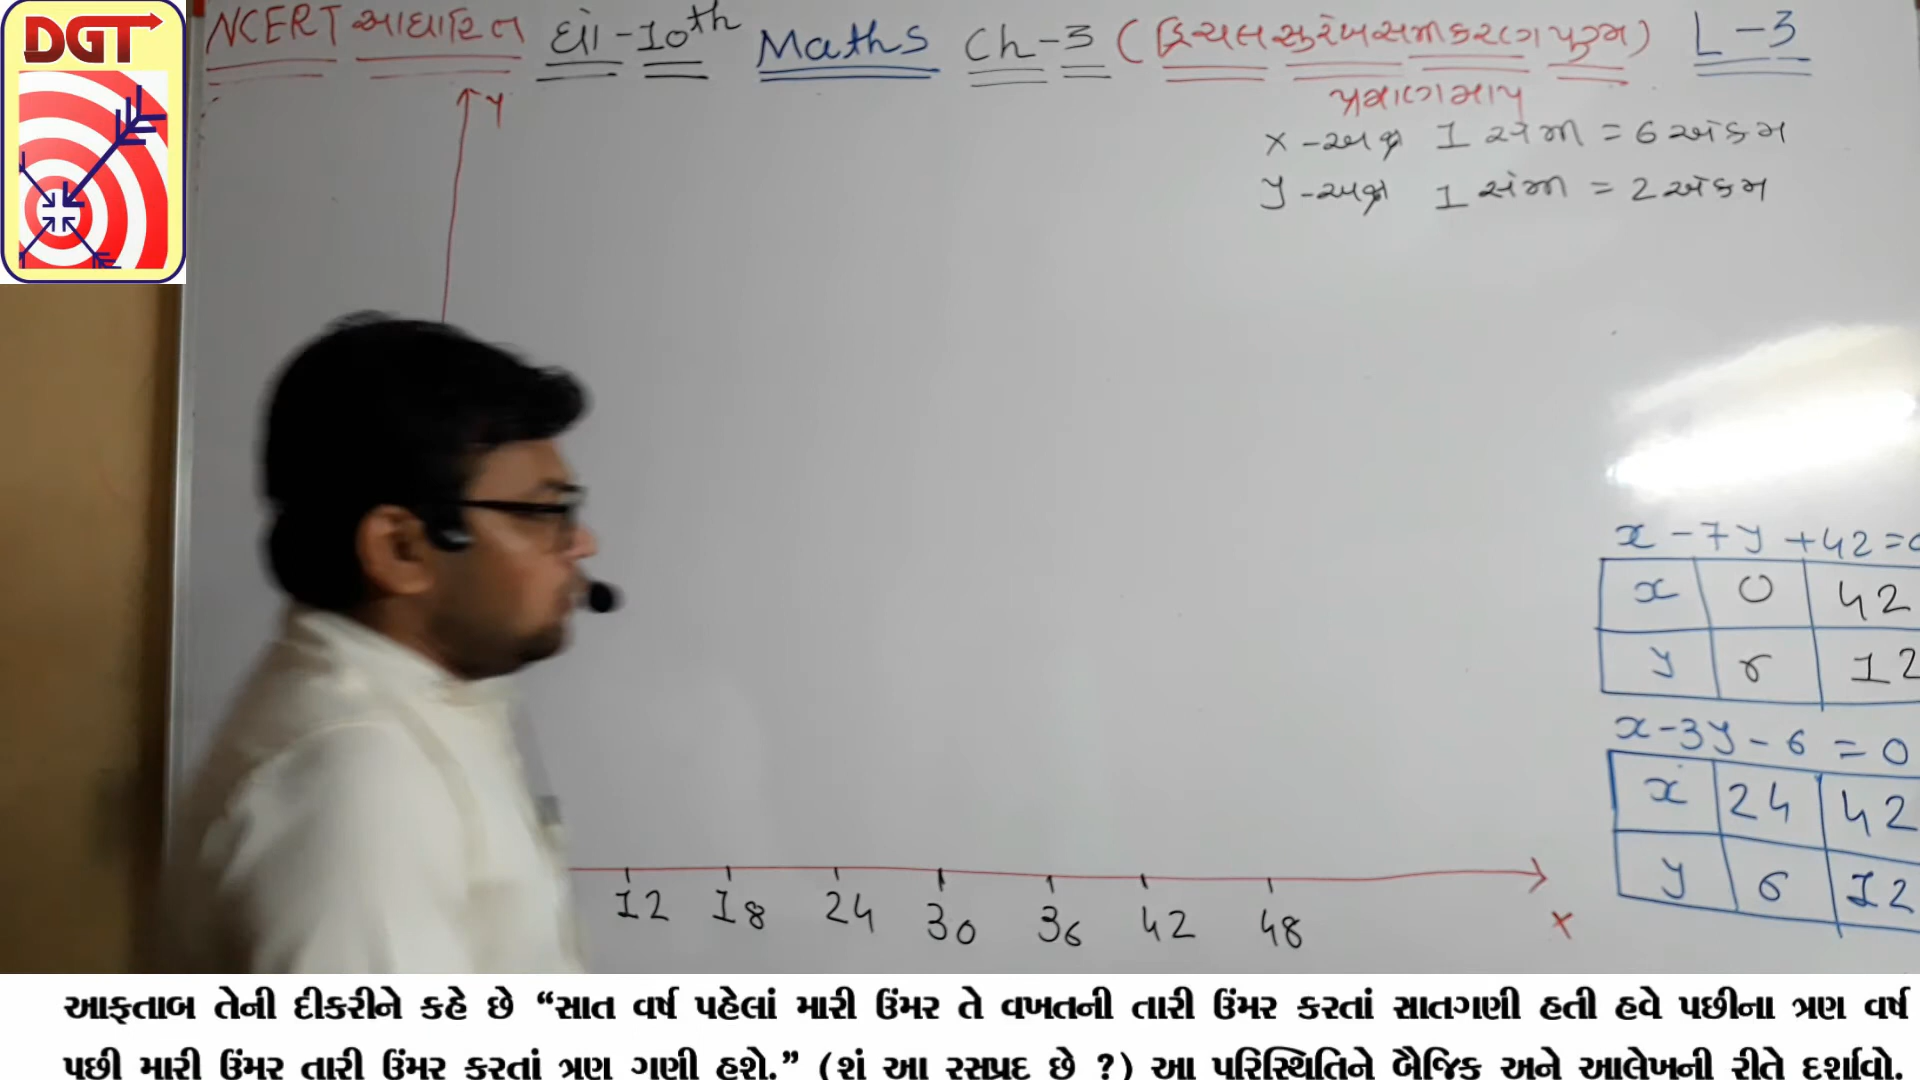 DGT
NCERT આધારિત ધો-10th Maths Ch-3 (દ્વિચલ સુરેખ સમીકરણ યુગ્મ) L-3
પ્રમાણમાપ
X-અક્ષ 1 સેમી = 6 એકમ
Y-અક્ષ 1 સેમી = 2 એકમ
Y
x - 7y + 42 = 0
x 0 42
y 6 12
x - 3y - 6 = 0
x 24 42
y 6 12
12 18 24 30 36 42 48
X
આફતાબ તેની દીકરીને કહે છે “સાત વર્ષ પહેલાં મારી ઉંમર તે વખતની તારી ઉંમર કરતાં સાતગણી હતી હવે પછીના ત્રણ વર્ષ
પછી મારી ઉંમર તારી ઉંમર કરતાં ત્રણ ગણી હશે.” (શં આ રસપ્રદ છે ?) આ પરિસ્થિતિને બૈજિક અને આલેખની રીતે દર્શાવો.